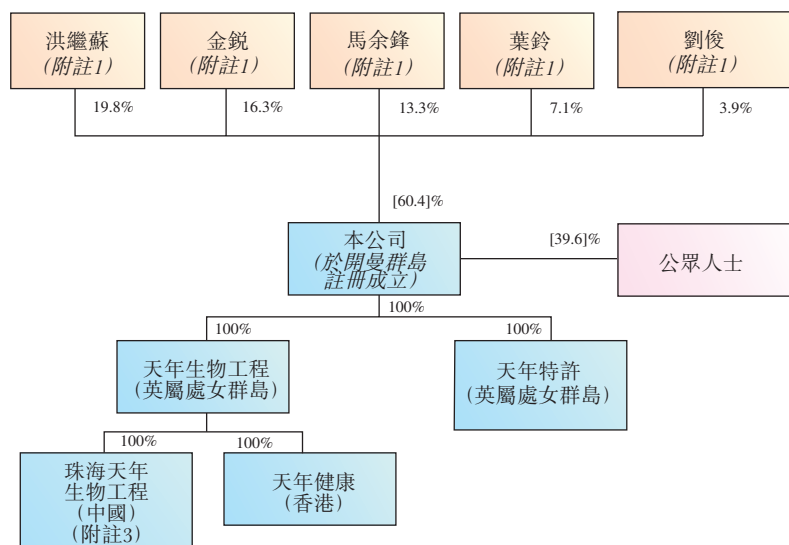 洪繼蘇
(附註1)
金銳
(附註1)
馬余鋒
(附註1)
葉鈴
(附註1)
劉俊
(附註1)
19.8%
16.3%
13.3%
7.1%
3.9%
[60.4]%
本公司
(於開曼群島
註冊成立)
[39.6]%
公眾人士
100%
100%
100%
天年生物工程
(英屬處女群島)
天年特許
(英屬處女群島)
100%
100%
珠海天年
生物工程
(中國)
(附註3)
天年健康
(香港)